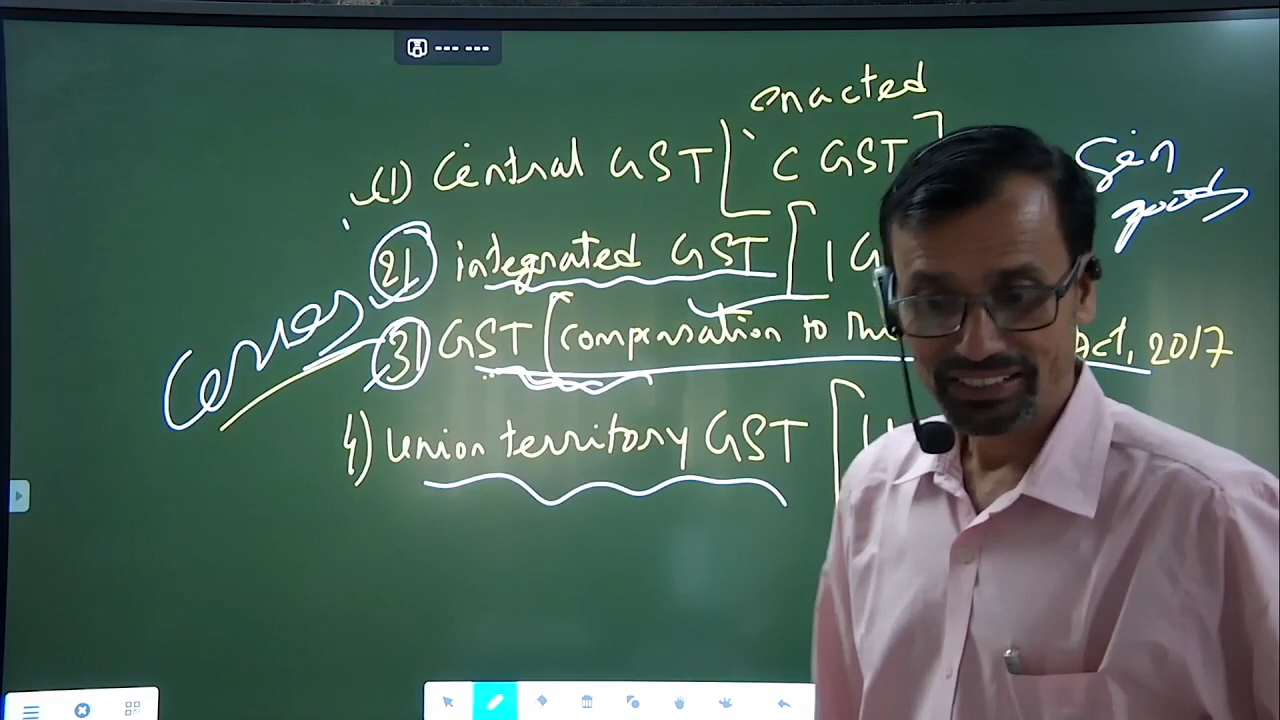 enacted
(1) Central GST [ CGST ]
2) integrated GST [ IG
3) GST [compensation to the Act, 2017
4) Union territory GST [ U
goods